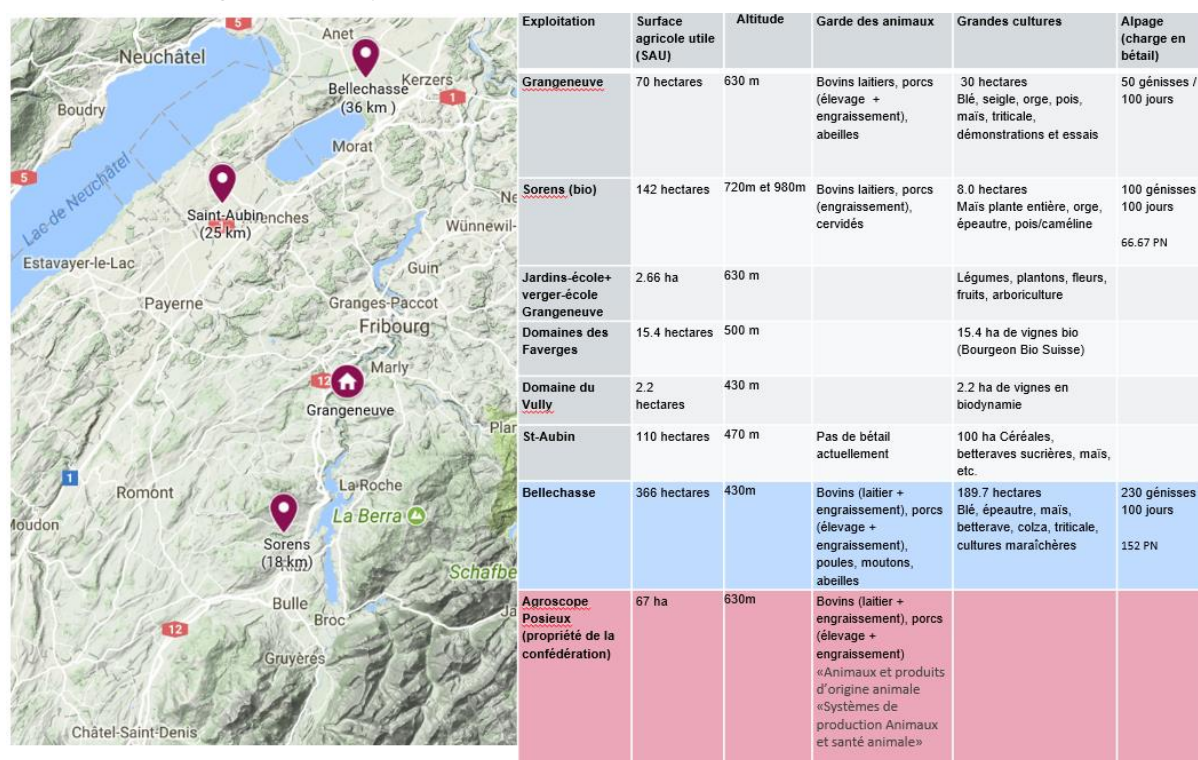 5
Anet
Neuchâtel
Bellechasse
(36 km )
Kerzers
1
Boudry
Morat
5
Lac de Neuchâtel
Saint-Aubin
enches
(25 km)
Ne
Wünnewil-
Estavayer-le-Lac
Guin
Payerne
Granges-Paccot
Fribourg
Marly
12
Grangeneuve
Plar
1
Romont
La Roche
La Berra
Moudon
Sorens
(18 km)
Schafbe
Bulle
Broc
Ja
12
Gruyères
Châtel-Saint-Denis
Exploitation Surface Altitude Garde des animaux Grandes cultures Alpage
agricole utile (charge en
(SAU) bétail)
Grangeneuve 70 hectares 630 m Bovins laitiers, porcs 30 hectares 50 génisses /
(élevage + Blé, seigle, orge, pois, 100 jours
engraissement), maïs, triticale,
abeilles démonstrations et essais
Sorens (bio) 142 hectares 720m et 980m Bovins laitiers, porcs 8.0 hectares 100 génisses
(engraissement), Maïs plante entière, orge, 100 jours
cervidés épeautre, pois/caméline
66.67 PN
Jardins-école+ 2.66 ha 630 m Légumes, plantons, fleurs,
verger-école fruits, arboriculture
Grangeneuve
Domaines des 15.4 hectares 500 m 15.4 ha de vignes bio
Faverges (Bourgeon Bio Suisse)
Domaine du 2.2 430 m 2.2 ha de vignes en
Vully hectares biodynamie
St-Aubin 110 hectares 470 m Pas de bétail 100 ha Céréales,
actuellement betteraves sucrières, maïs,
etc.
Bellechasse 366 hectares 430m Bovins (laitier + 189.7 hectares 230 génisses
engraissement), porcs Blé, épeautre, maïs, 100 jours
(élevage + betterave, colza, triticale,
engraissement), cultures maraîchères 152 PN
poules, moutons,
abeilles
Agroscope 67 ha 630m Bovins (laitier +
Posieux engraissement), porcs
(propriété de la (élevage +
confédération) engraissement)
«Animaux et produits
d'origine animale
«Systèmes de
production Animaux
et santé animale»